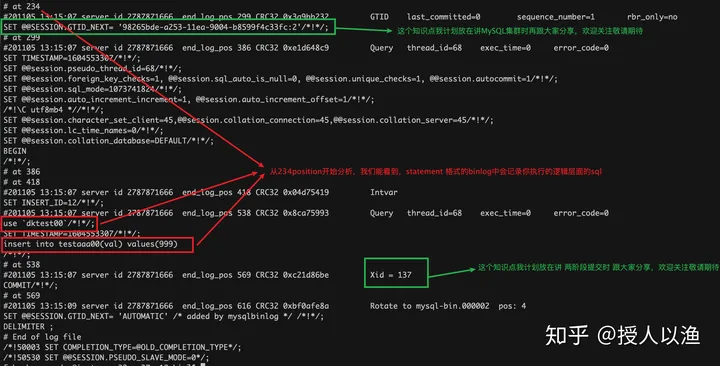 # at 234
#201105 13:15:07 server id 2787871666  end_log_pos 299 CRC32 0x3g9bb232  GTID  last_committed=0  sequence_number=1  rbr_only=no
SET @@SESSION.GTID_NEXT= '98265bde-a253-11ea-9004-b8599f4c33fc:2'/*!*/;
这个知识点我计划放在讲MySQL集群时再跟大家分享，欢迎关注敬请期待
# at 299
#201105 13:15:07 server id 2787871666  end_log_pos 386 CRC32 0xe1d648c9  Query  thread_id=68  exec_time=0  error_code=0
SET TIMESTAMP=1604553307/*!*/;
SET @@session.pseudo_thread_id=68/*!*/;
SET @@session.foreign_key_checks=1, @@session.sql_auto_is_null=0, @@session.unique_checks=1, @@session.autocommit=1/*!*/;
SET @@session.sql_mode=1073741824/*!*/;
SET @@session.auto_increment_increment=1, @@session.auto_increment_offset=1/*!*/;
/*!\C utf8mb4 *//*!*/;
SET @@session.character_set_client=45,@@session.collation_connection=45,@@session.collation_server=45/*!*/;
SET @@session.lc_time_names=0/*!*/;
SET @@session.collation_database=DEFAULT/*!*/;
BEGIN
/*!*/;
从234position开始分析，我们能看到，statement 格式的binlog中会记录你执行的逻辑层面的sql
# at 386
# at 418
#201105 13:15:07 server id 2787871666  end_log_pos 418 CRC32 0x04d75419  Intvar
SET INSERT_ID=12/*!*/;
#201105 13:15:07 server id 2787871666  end_log_pos 538 CRC32 0x8ca75993  Query  thread_id=68  exec_time=0  error_code=0
use `dktest00`/*!*/;
SET TIMESTAMP=1604553307/*!*/;
insert into testaaa00(val) values(999)
/*!*/;
# at 538
#201105 13:15:07 server id 2787871666  end_log_pos 569 CRC32 0xc21d86be  Xid = 137
这个知识点我计划放在讲 两阶段提交时 跟大家分享，欢迎关注敬请期待
COMMIT/*!*/;
# at 569
#201105 13:15:09 server id 2787871666  end_log_pos 616 CRC32 0xbf0afe8a  Rotate to mysql-bin.000002  pos: 4
SET @@SESSION.GTID_NEXT= 'AUTOMATIC' /* added by mysqlbinlog */ /*!*/;
DELIMITER ;
# End of log file
/*!50003 SET COMPLETION_TYPE=@OLD_COMPLETION_TYPE*/;
/*!50530 SET @@SESSION.PSEUDO_SLAVE_MODE=0*/;
知乎 @授人以渔